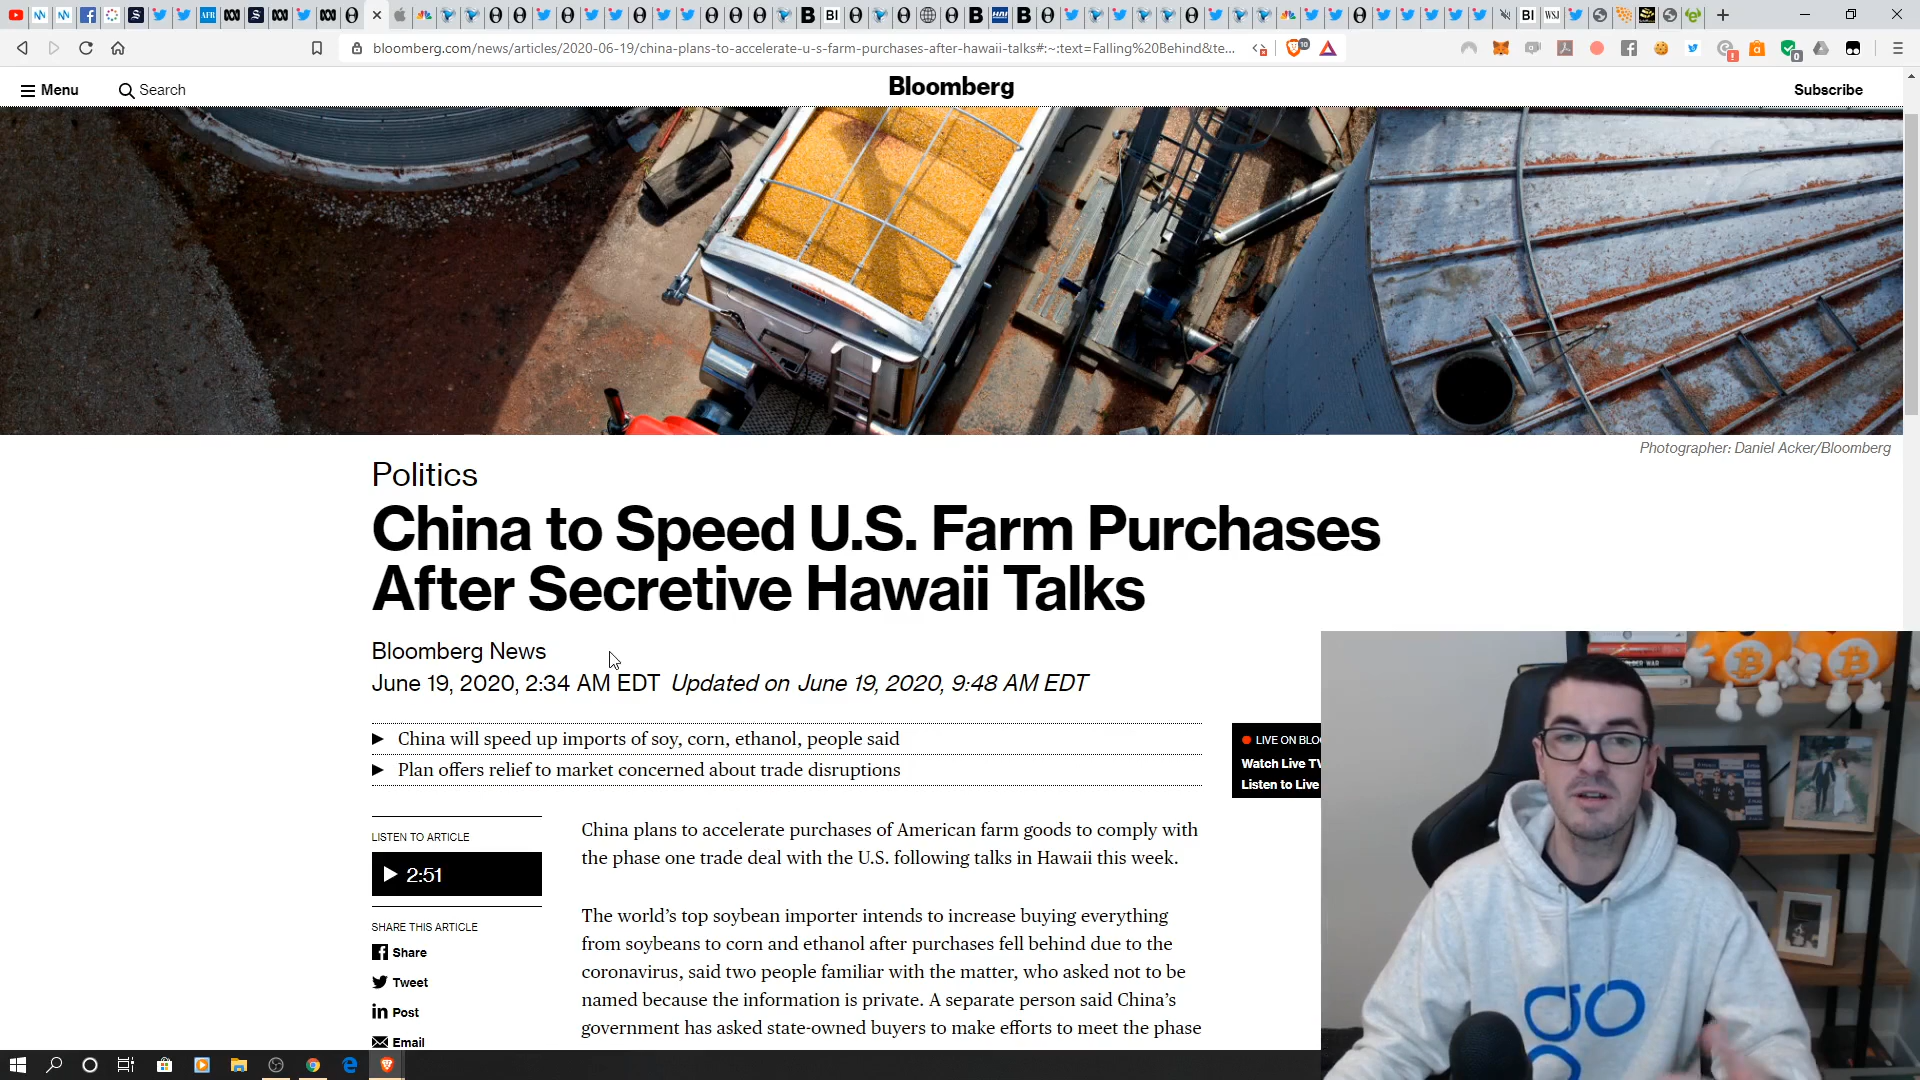 bloomberg.com/news/articles/2020-06-19/china-plans-to-accelerate-u-s-farm-purchases-after-hawaii-talks#:~:text=Falling%20Behind&te...
Menu
Search
Bloomberg
Subscribe
Photographer: Daniel Acker/Bloomberg
Politics
China to Speed U.S. Farm Purchases
After Secretive Hawaii Talks
Bloomberg News
June 19, 2020, 2:34 AM EDT Updated on June 19, 2020, 9:48 AM EDT
China will speed up imports of soy, corn, ethanol, people said
Plan offers relief to market concerned about trade disruptions
LIVE ON BLO
Watch Live TV
Listen to Live
LISTEN TO ARTICLE
2:51
SHARE THIS ARTICLE
Share
Tweet
Post
Email
China plans to accelerate purchases of American farm goods to comply with
the phase one trade deal with the U.S. following talks in Hawaii this week.
The world's top soybean importer intends to increase buying everything
from soybeans to corn and ethanol after purchases fell behind due to the
coronavirus, said two people familiar with the matter, who asked not to be
named because the information is private. A separate person said China's
government has asked state-owned buyers to make efforts to meet the phase